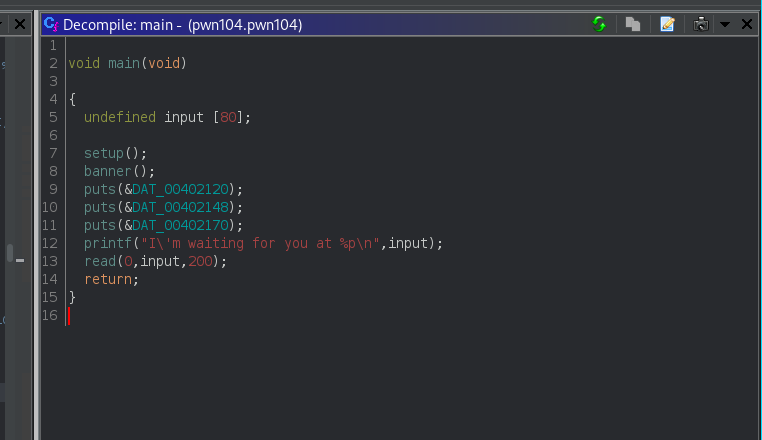 Decompile: main - (pwn104.pwn104)
1
2 void main(void)
3
4 {
5 undefined input [80];
6
7 setup();
8 banner();
9 puts(&DAT_00402120);
10 puts(&DAT_00402148);
11 puts(&DAT_00402170);
12 printf("I\'m waiting for you at %p\n",input);
13 read(0,input,200);
14 return;
15 }
16